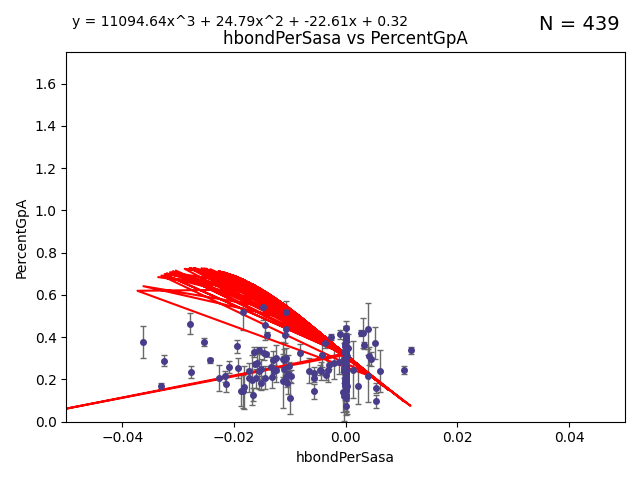 y = 11094.64x^3 + 24.79x^2 + -22.61x + 0.32
N = 439
hbondPerSasa vs PercentGpA
PercentGpA
1.6
1.4
1.2
1.0
0.8
0.6
0.4
0.2
0.0
−0.04 −0.02 0.00 0.02 0.04
hbondPerSasa